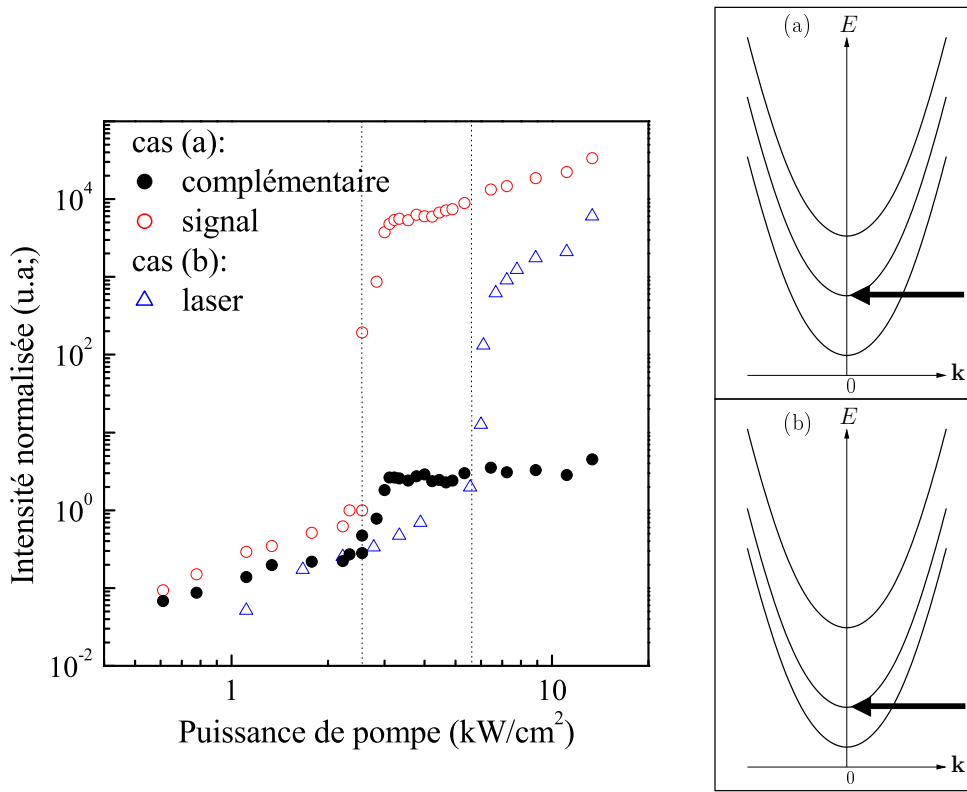 cas (a):
complémentaire
signal
cas (b):
laser
Intensité normalisée (u.a;)
10^4
10^2
10^0
10^-2
1
10
Puissance de pompe (kW/cm^2)
(a)
E
0
k
(b)
E
0
k